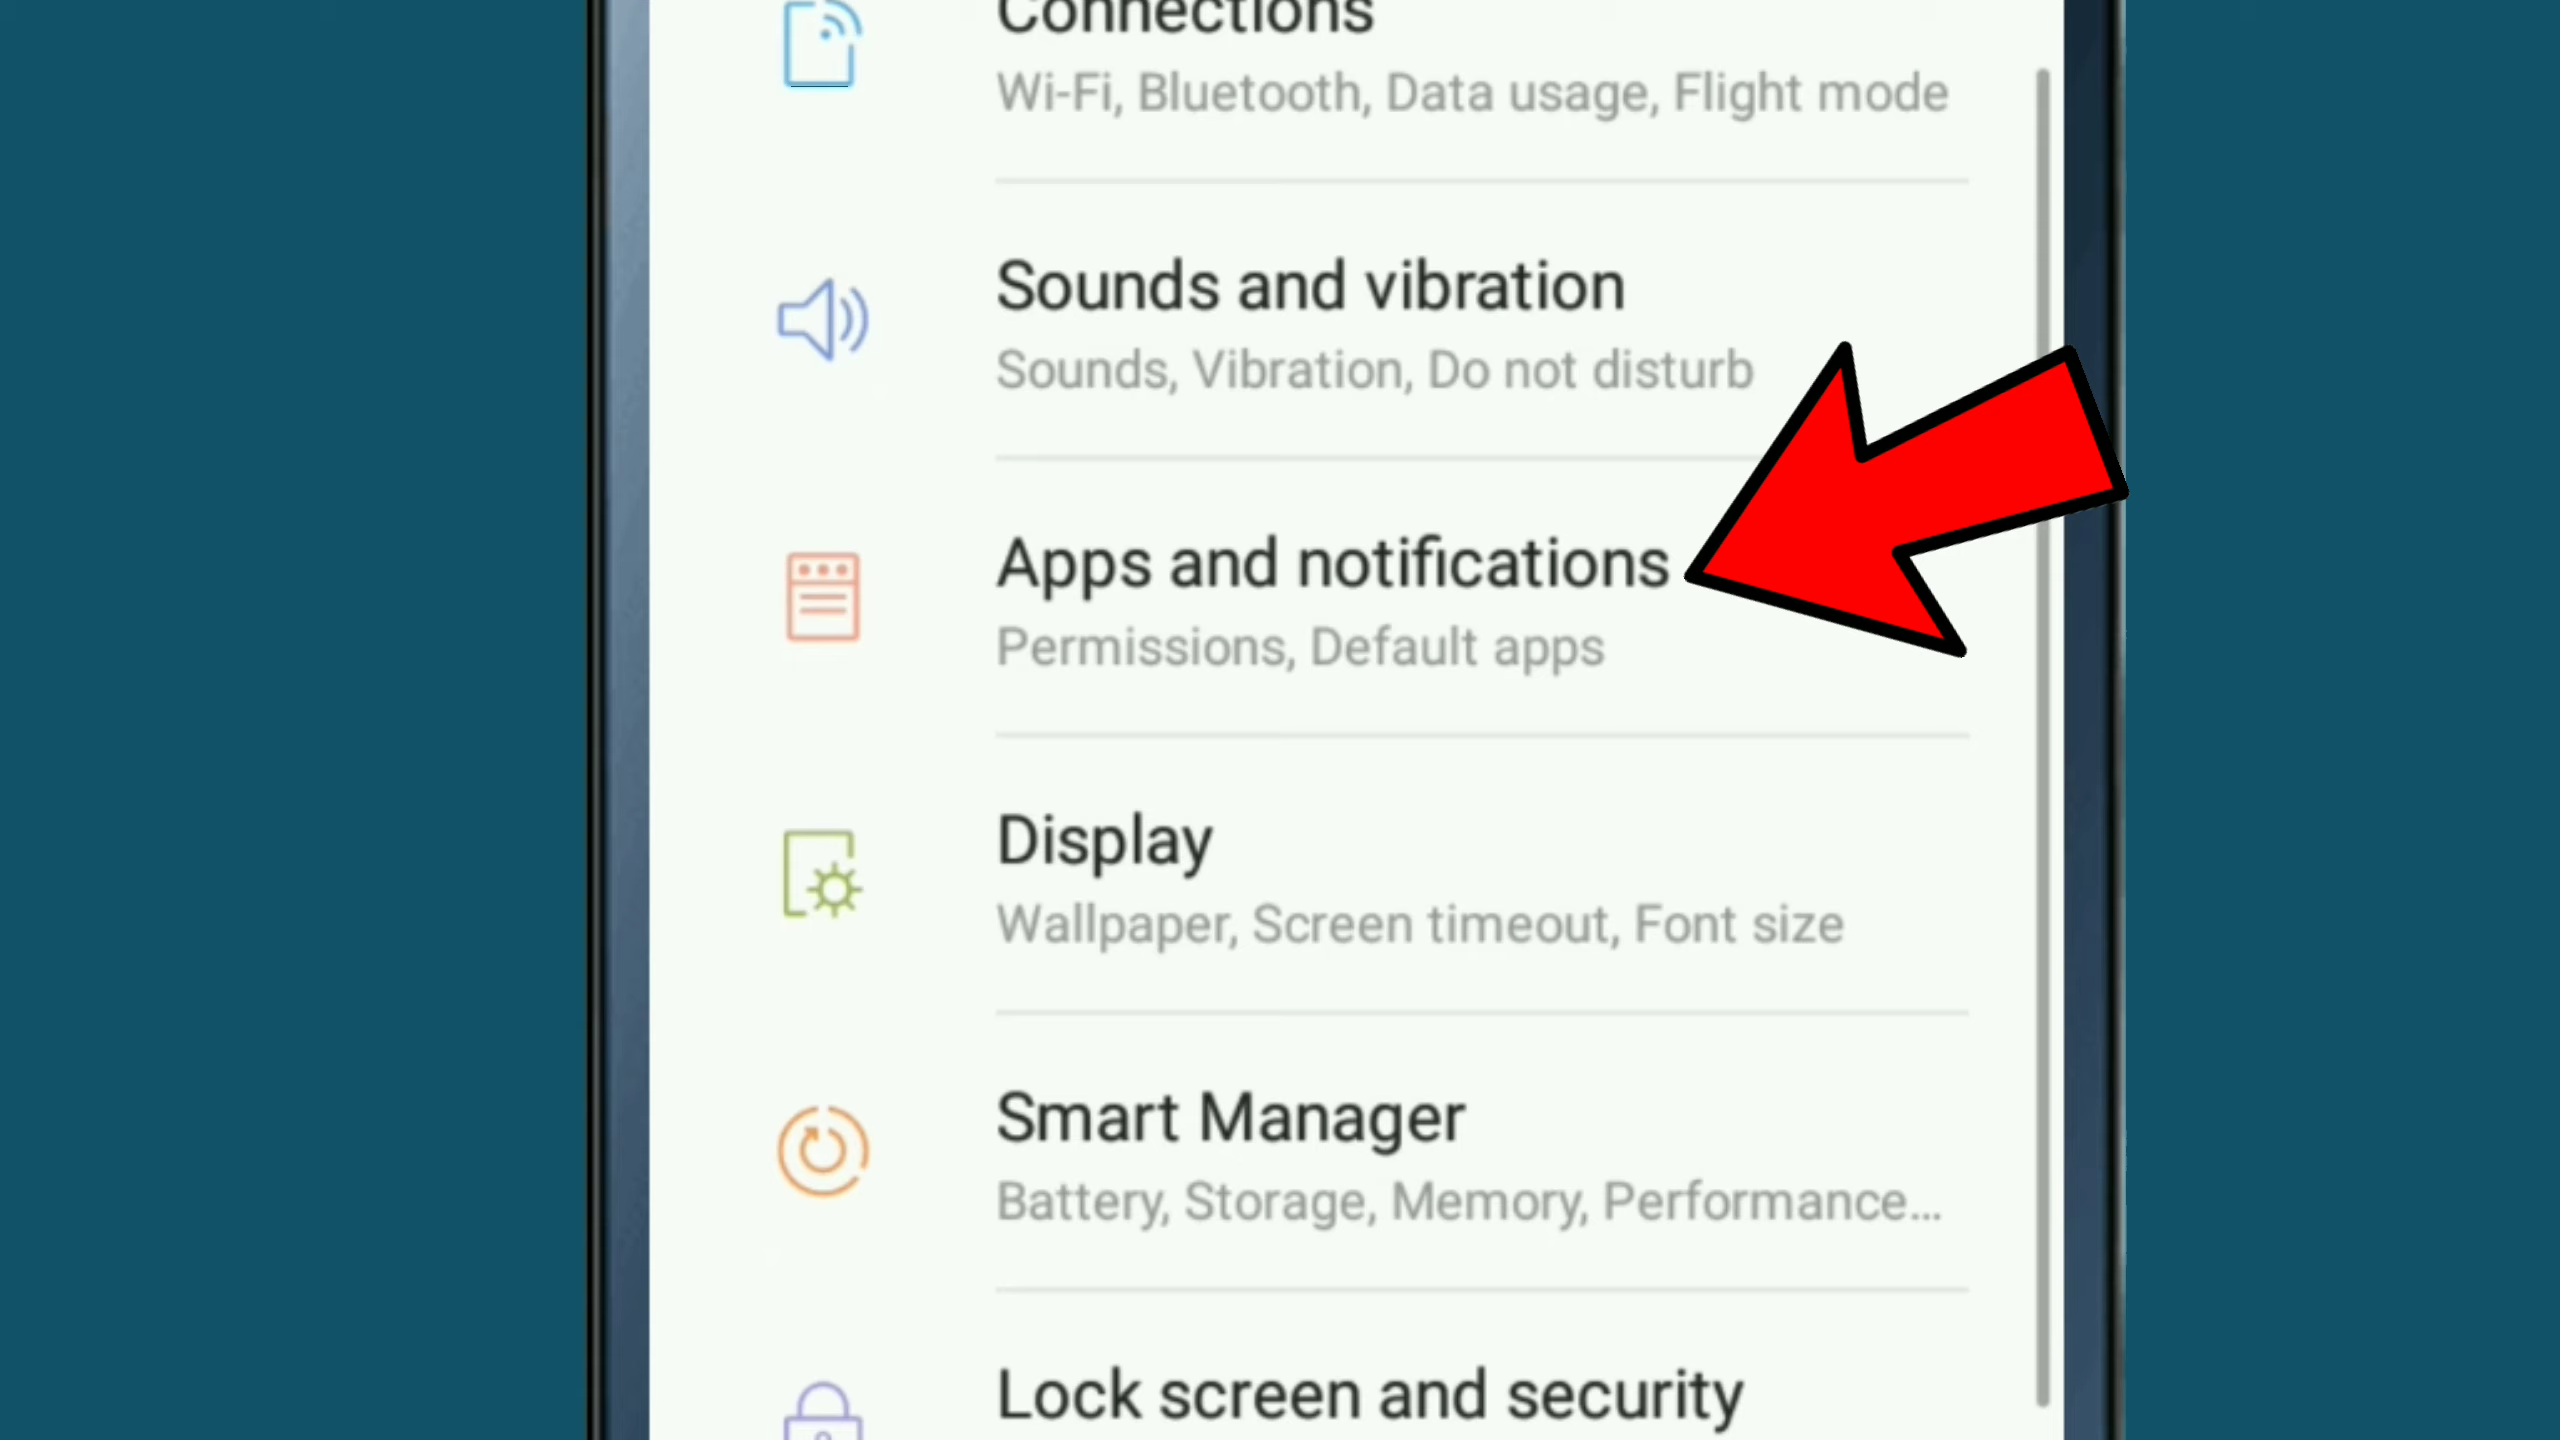 Connections
Wi-Fi, Bluetooth, Data usage, Flight mode
Sounds and vibration
Sounds, Vibration, Do not disturb
Apps and notifications
Permissions, Default apps
Display
Wallpaper, Screen timeout, Font size
Smart Manager
Battery, Storage, Memory, Performance...
Lock screen and security